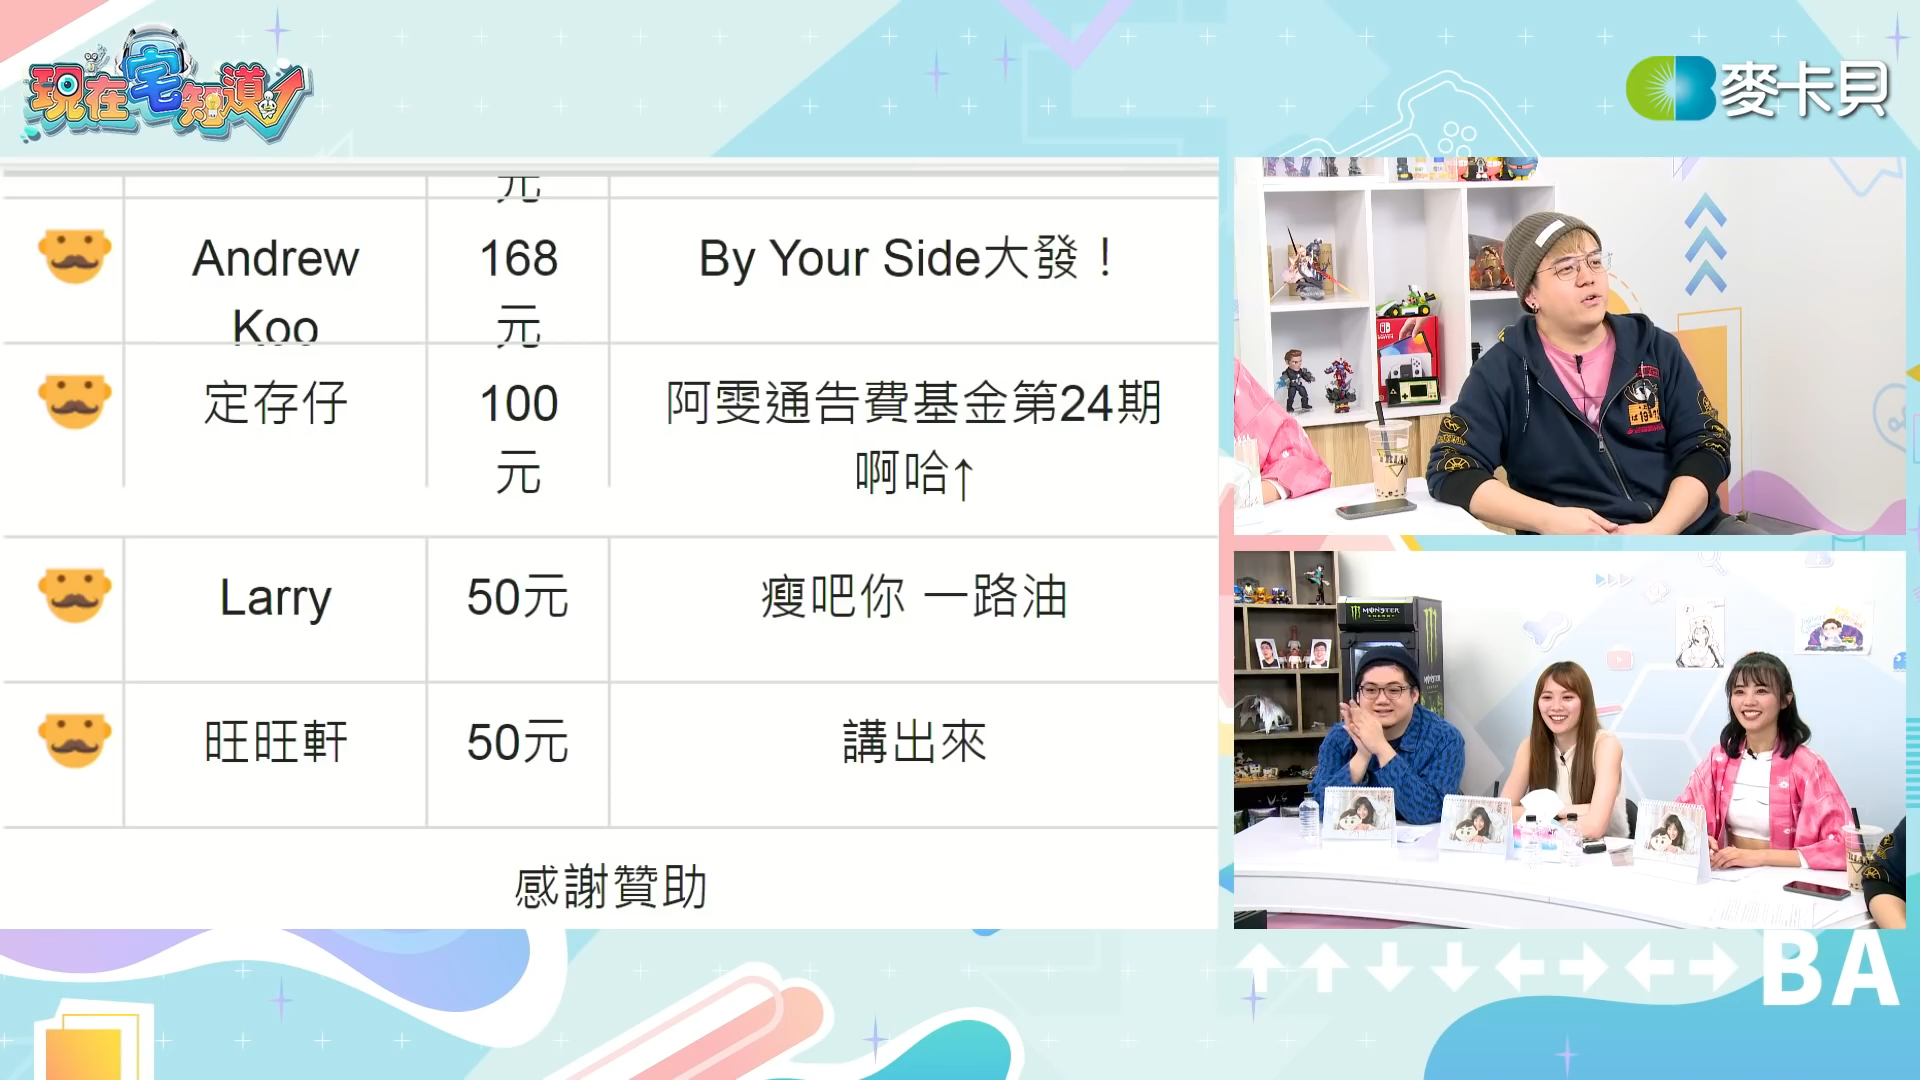 現在宅知道
麥卡貝
元
Andrew
Koo
168
元
By Your Side大發！
定存仔
100
元
阿雯通告費基金第24期
啊哈↑
Larry
50元
瘦吧你 一路油
旺旺軒
50元
講出來
感謝贊助
MONSTER
ENERGY
↑↑↓↓←→←→BA